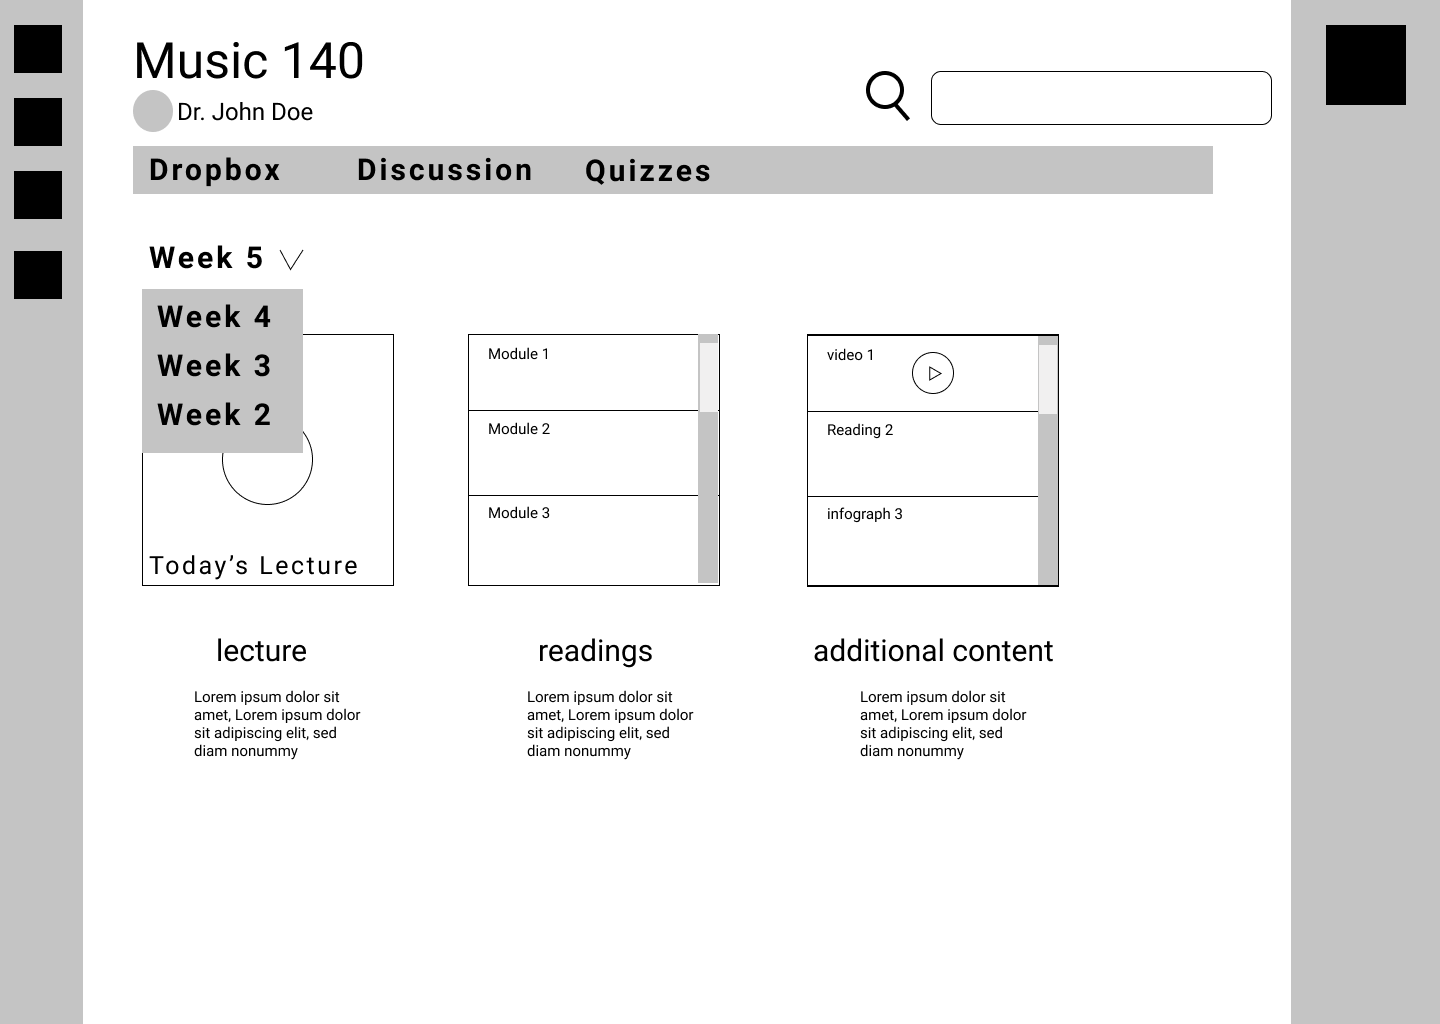 Music 140
Dr. John Doe
Dropbox Discussion Quizzes
Week 5
Week 4
Week 3
Week 2
Today’s Lecture
Module 1
Module 2
Module 3
video 1
Reading 2
infograph 3
lecture
Lorem ipsum dolor sit
amet, Lorem ipsum dolor
sit adipiscing elit, sed
diam nonummy
readings
Lorem ipsum dolor sit
amet, Lorem ipsum dolor
sit adipiscing elit, sed
diam nonummy
additional content
Lorem ipsum dolor sit
amet, Lorem ipsum dolor
sit adipiscing elit, sed
diam nonummy